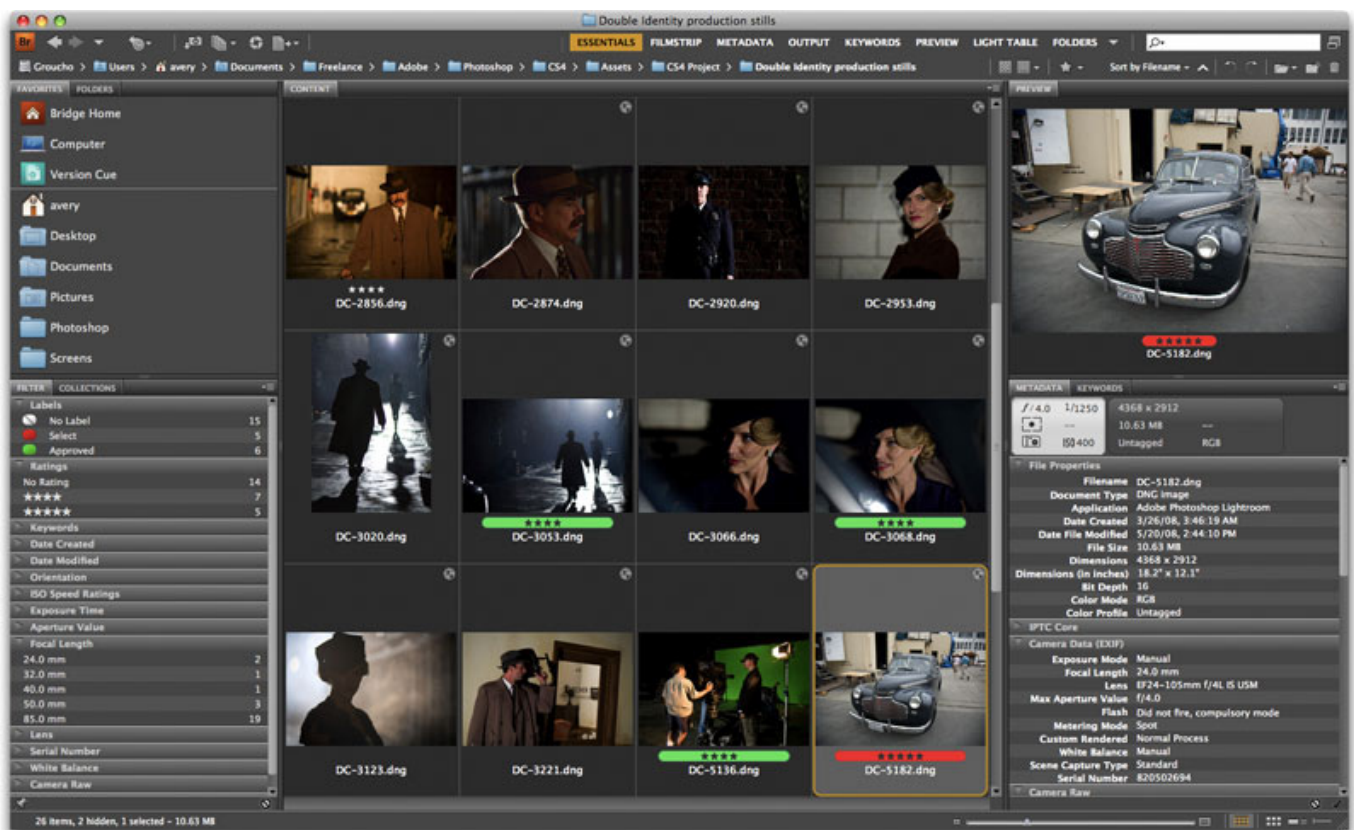 Double Identity production stills
Br
ESSENTIALS FILMSTRIP METADATA OUTPUT KEYWORDS PREVIEW LIGHT TABLE FOLDERS
Groucho > Users > avery > Documents > Freelance > Adobe > Photoshop > CS4 > Assets > CS4 Project > Double Identity production stills
Sort by Filename
FAVORITES FOLDERS
Bridge Home
Computer
Version Cue
avery
Desktop
Documents
Pictures
Photoshop
Screens
FILTER COLLECTIONS
Labels
No Label 15
Select 5
Approved 6
Ratings
No Rating 14
★★★★ 7
★★★★★ 5
Keywords
Date Created
Date Modified
Orientation
ISO Speed Ratings
Exposure Time
Aperture Value
Focal Length
24.0 mm 2
32.0 mm 1
40.0 mm 1
50.0 mm 3
85.0 mm 19
Lens
Serial Number
White Balance
Camera Raw
CONTENT
★★★★
DC-2856.dng DC-2874.dng DC-2920.dng DC-2953.dng
★★★★ ★★★★
DC-3020.dng DC-3053.dng DC-3066.dng DC-3068.dng
★★★★ ★★★★★
DC-3123.dng DC-3221.dng DC-5136.dng DC-5182.dng
PREVIEW
★★★★★
DC-5182.dng
METADATA KEYWORDS
f/4.0 1/1250 4368 x 2912
-- 10.63 MB --
ISO 400 Untagged RGB
File Properties
Filename DC-5182.dng
Document Type DNG image
Application Adobe Photoshop Lightroom
Date Created 3/26/08, 3:46:19 AM
Date File Modified 5/20/08, 2:44:10 PM
File Size 10.63 MB
Dimensions 4368 x 2912
Dimensions (in inches) 18.2" x 12.1"
Bit Depth 16
Color Mode RGB
Color Profile Untagged
IPTC Core
Camera Data (EXIF)
Exposure Mode Manual
Focal Length 24.0 mm
Lens EF24-105mm f/4L IS USM
Max Aperture Value f/4.0
Flash Did not fire, compulsory mode
Metering Mode Spot
Custom Rendered Normal Process
White Balance Manual
Scene Capture Type Standard
Serial Number 820502694
Camera Raw
26 items, 2 hidden, 1 selected - 10.63 MB